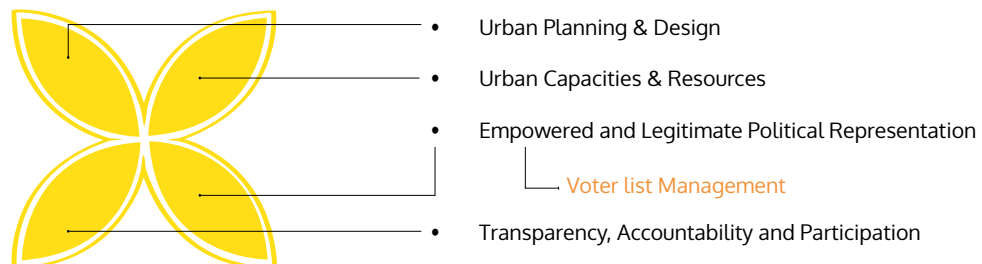 • Urban Planning & Design
• Urban Capacities & Resources
• Empowered and Legitimate Political Representation
Voter list Management
• Transparency, Accountability and Participation